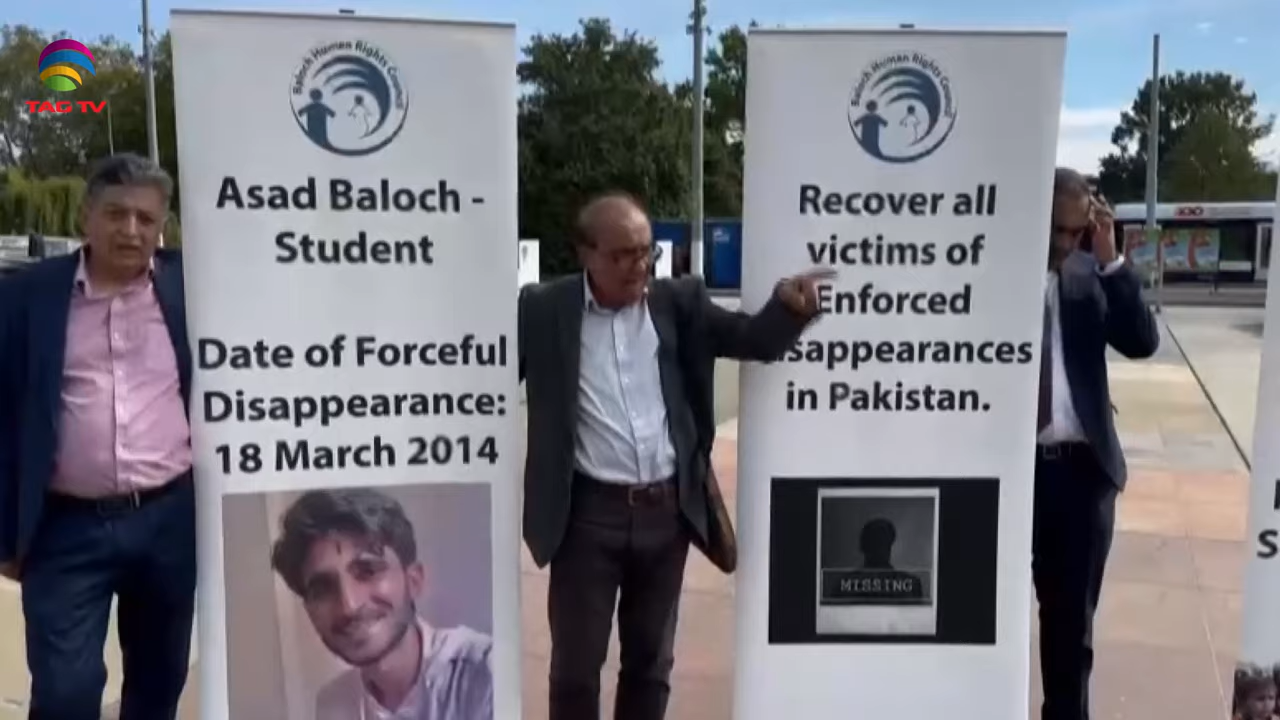 TAG TV
Baloch Human Rights Council
Asad Baloch -
Student
Date of Forceful
Disappearance:
18 March 2014
Baloch Human Rights Council
Recover all
victims of
Enforced
sappearances
in Pakistan.
MISSING
S